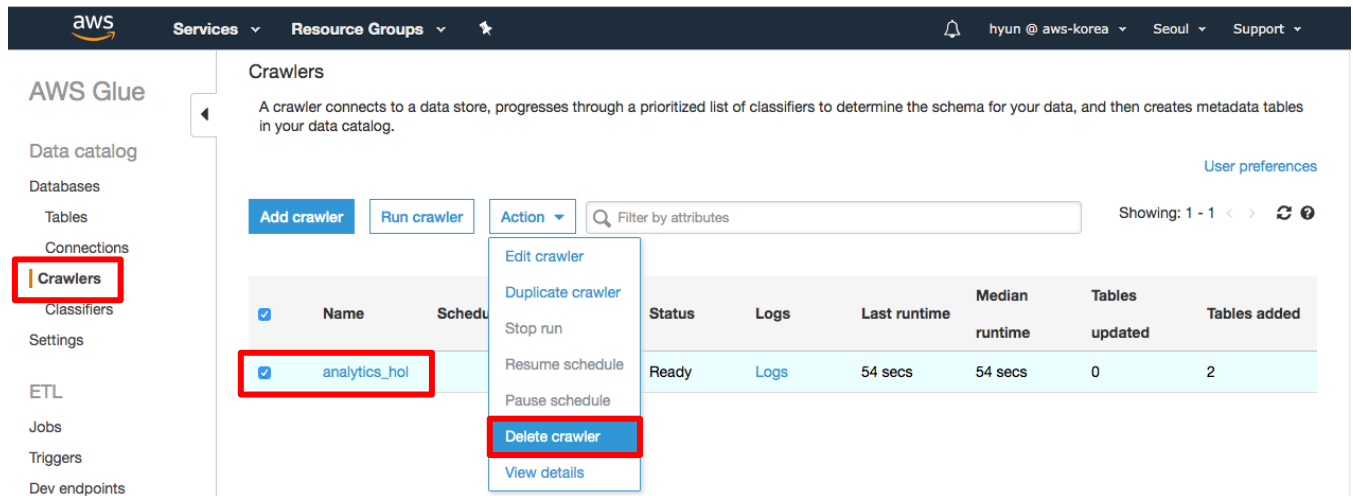 aws
Services
Resource Groups
hyun @ aws-korea
Seoul
Support
AWS Glue
Data catalog
Databases
Tables
Connections
Crawlers
Classifiers
Settings
ETL
Jobs
Triggers
Dev endpoints
Crawlers
A crawler connects to a data store, progresses through a prioritized list of classifiers to determine the schema for your data, and then creates metadata tables
in your data catalog.
User preferences
Add crawler
Run crawler
Action
Filter by attributes
Showing: 1 - 1
Edit crawler
Duplicate crawler
Stop run
Resume schedule
Pause schedule
Delete crawler
View details
Name
Schedu
Status
Logs
Last runtime
Median
runtime
Tables
updated
Tables added
analytics_hol
Ready
Logs
54 secs
54 secs
0
2